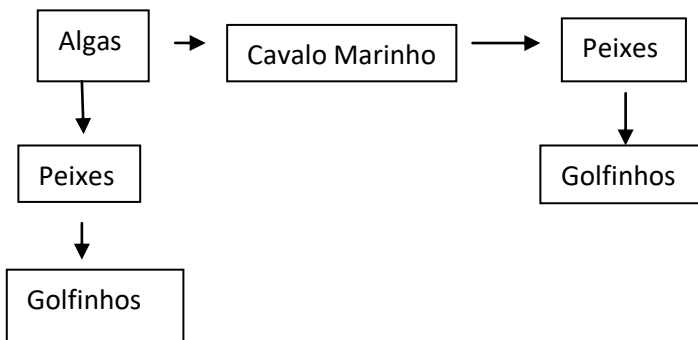 Algas
Cavalo Marinho
Peixes
Peixes
Golfinhos
Golfinhos